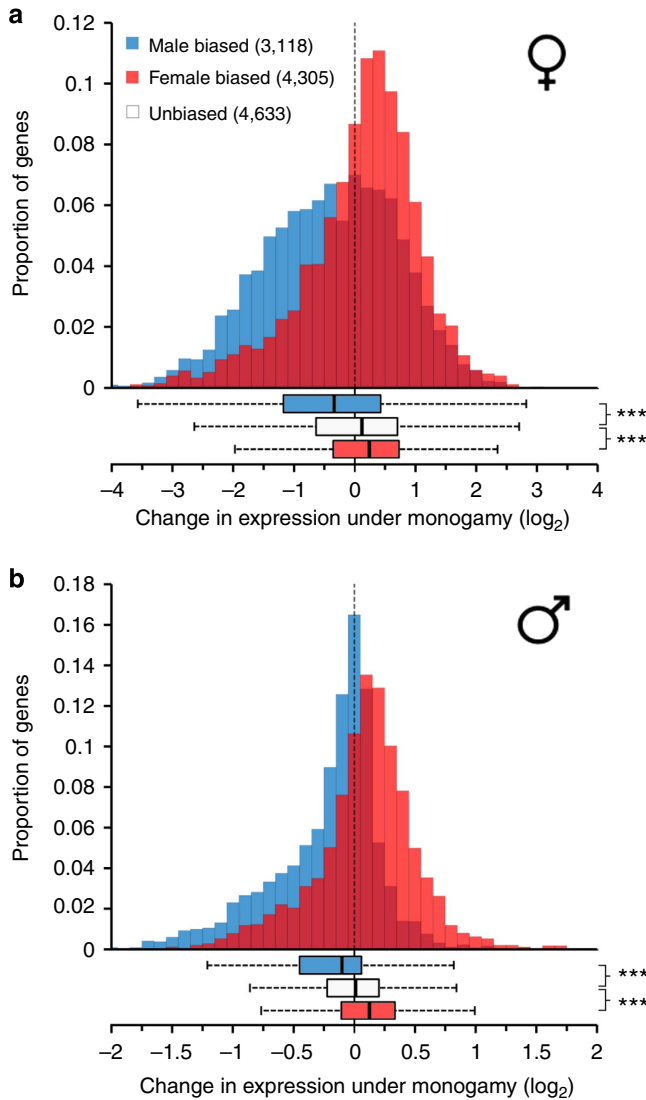 a
0.12
0.1
0.08
0.06
0.04
0.02
0
Proportion of genes
Male biased (3,118)
Female biased (4,305)
Unbiased (4,633)
♀
***
***
−4 −3 −2 −1 0 1 2 3 4
Change in expression under monogamy (log₂)
b
0.18
0.16
0.14
0.12
0.1
0.08
0.06
0.04
0.02
0
Proportion of genes
♂
***
***
−2 −1.5 −1 −0.5 0 0.5 1 1.5 2
Change in expression under monogamy (log₂)